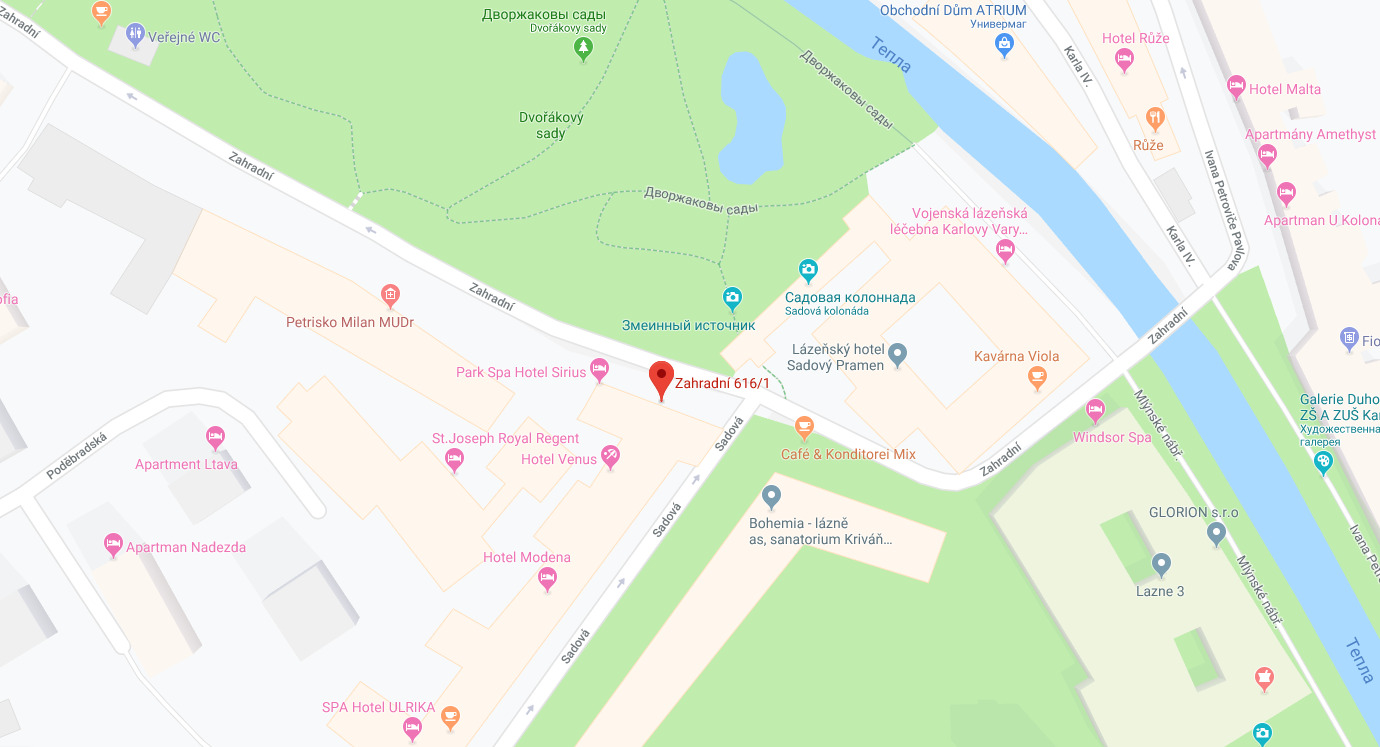 Zahradní
Veřejné WC
Дворжаковы сады
Dvořákovy sady
Тепла
Obchodní Dům ATRIUM
Универмаг
Karla IV.
Hotel Růže
Hotel Malta
Дворжаковы сады
Dvořákovy
sady
Růže
Apartmány Amethyst
Ivana Petroviče Pavlova
Zahradní
Дворжаковы сады
Apartman U Kolona
Vojenská lázeňská
léčebna Karlovy Vary...
Karla IV.
Садовая колоннада
Sadová kolonáda
Zahradní
ofia
Petrisko Milan MUDr
Змеинный источник
Zahradní
Fio
Lázeňský hotel
Sadový Pramen
Kavárna Viola
Park Spa Hotel Sirius
Zahradní 616/1
Galerie Duho
ZŠ A ZUŠ Ka
Художественна
галерея
Mlýnské nábř.
Sadová
St.Joseph Royal Regent
Hotel Venus
Windsor Spa
Poděbradská
Apartment Ltava
Café & Konditorei Mix
Zahradní
GLORION s.r.o
Sadová
Bohemia - lázně
as, sanatorium Kriváň...
Ivana Petr
Apartman Nadezda
Hotel Modena
Lazne 3
Mlýnské nábř.
Sadová
Тепла
SPA Hotel ULRIKA